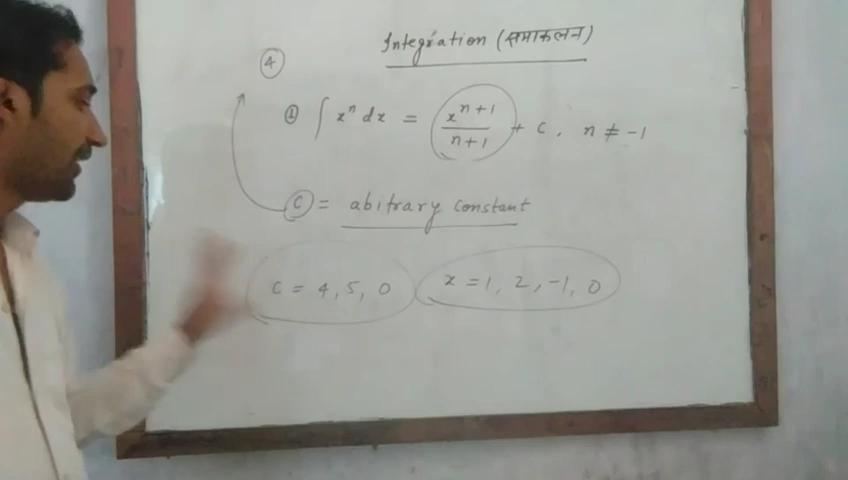 Integration (समाकलन)
4
① ∫ xⁿ dx = xⁿ⁺¹/n+1 + c, n ≠ -1
C = abitrary constant
C = 4, 5, 0 x = 1, 2, -1, 0